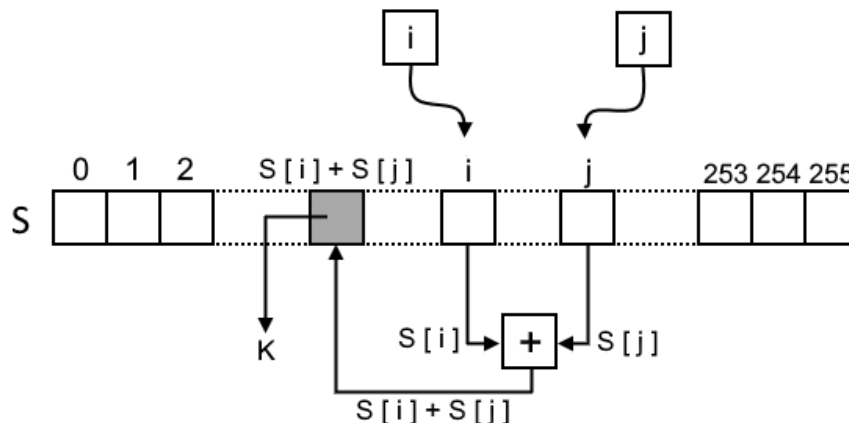 i j
0 1 2 S [ i ] + S [ j ] i j 253 254 255
S
S [ i ] + S [ j ]
K
S [ i ] + S [ j ]